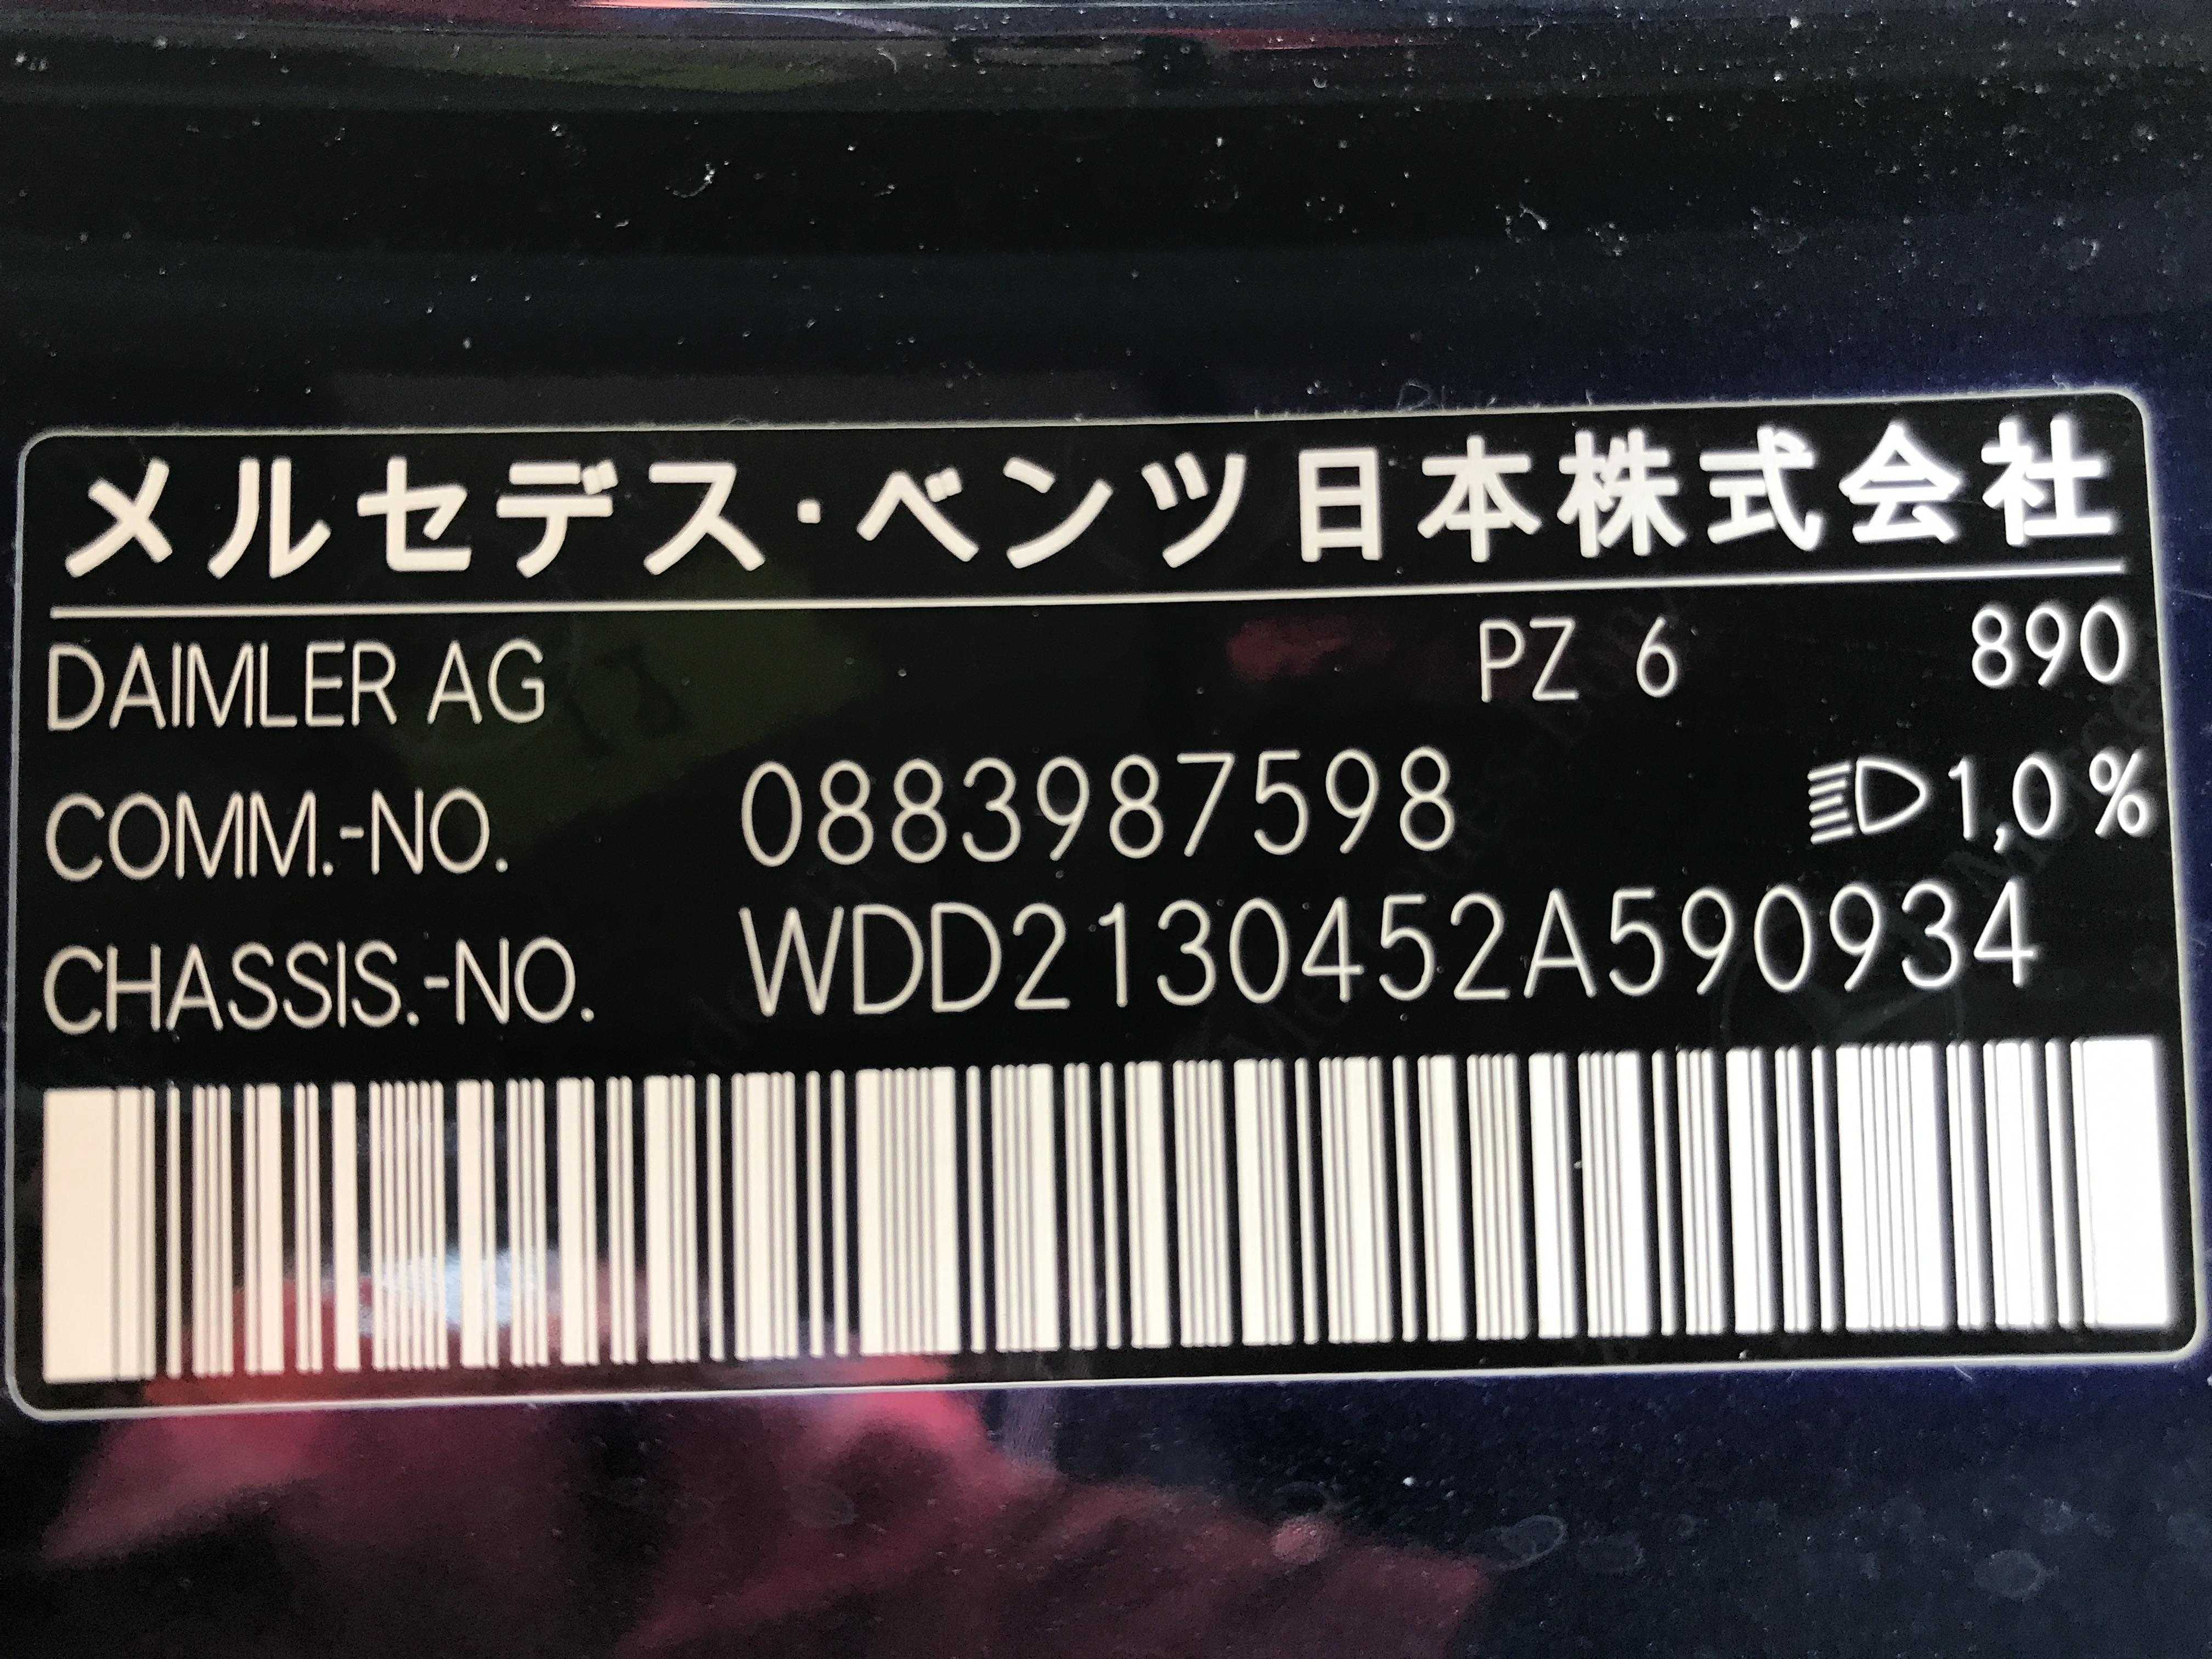 メルセデス・ベンツ日本株式会社
DAIMLER AG PZ 6 890
COMM.-NO. 0883987598 1,0 %
CHASSIS.-NO. WDD2130452A590934